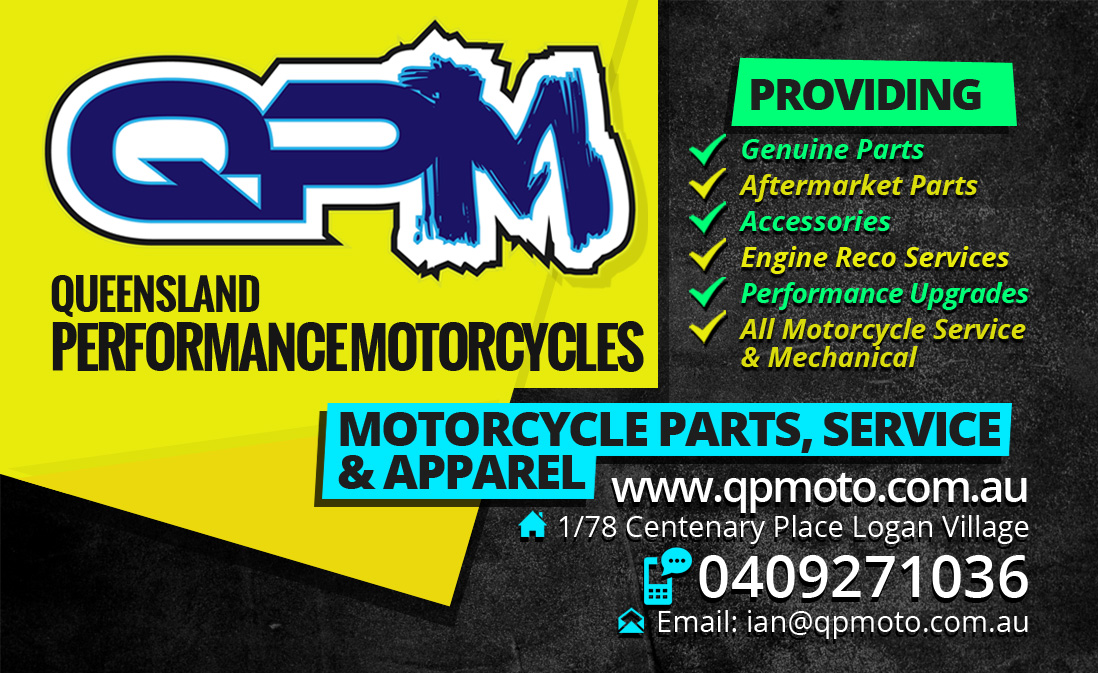 QPM
QUEENSLAND
PERFORMANCE MOTORCYCLES
PROVIDING
Genuine Parts
Aftermarket Parts
Accessories
Engine Reco Services
Performance Upgrades
All Motorcycle Service
& Mechanical
MOTORCYCLE PARTS, SERVICE
& APPAREL
www.qpmoto.com.au
1/78 Centenary Place Logan Village
0409271036
Email: ian@qpmoto.com.au